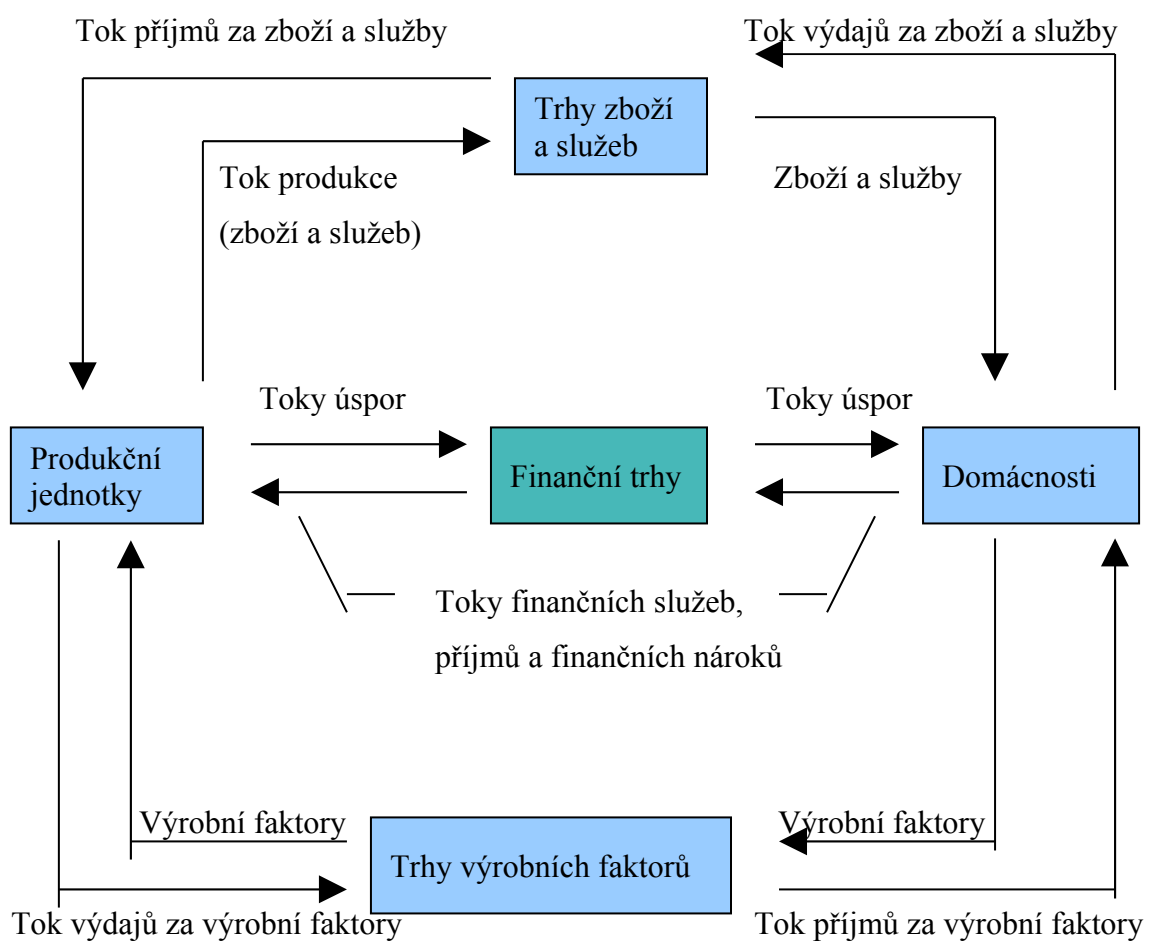 Tok příjmů za zboží a služby
Tok výdajů za zboží a služby
Trhy zboží
a služeb
Tok produkce
(zboží a služeb)
Zboží a služby
Toky úspor
Toky úspor
Produkční
jednotky
Finanční trhy
Domácnosti
Toky finančních služeb,
příjmů a finančních nároků
Výrobní faktory
Výrobní faktory
Trhy výrobních faktorů
Tok výdajů za výrobní faktory
Tok příjmů za výrobní faktory